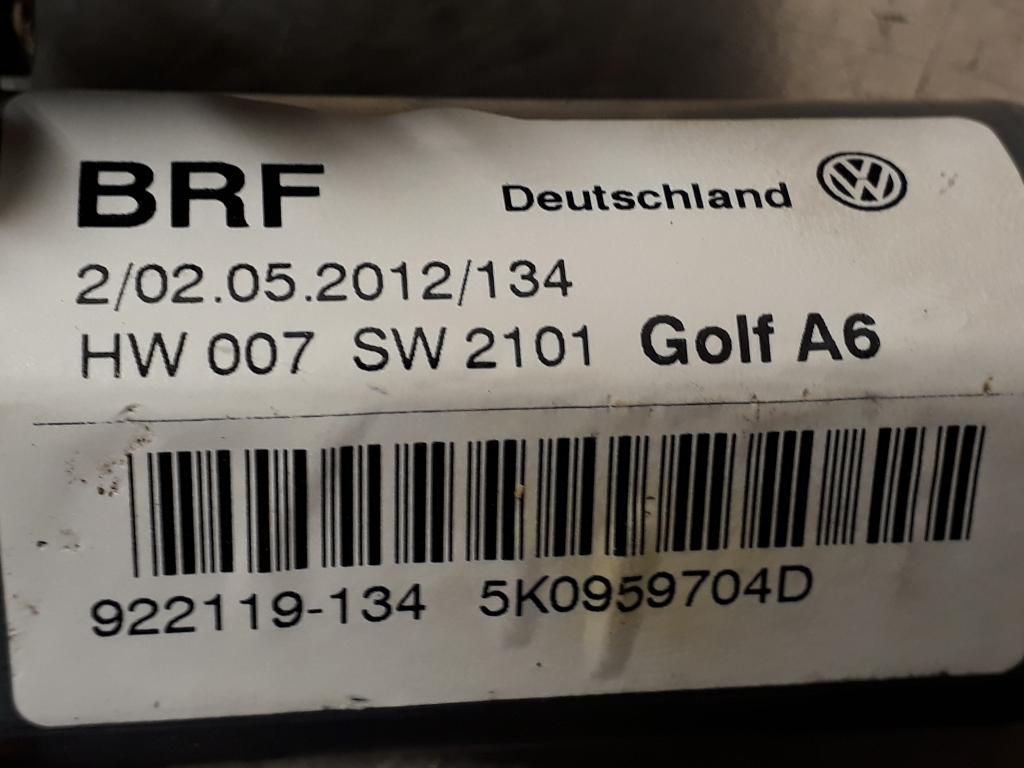 BRF Deutschland
2/02.05.2012/134
HW 007 SW 2101 Golf A6
922119-134 5K0959704D